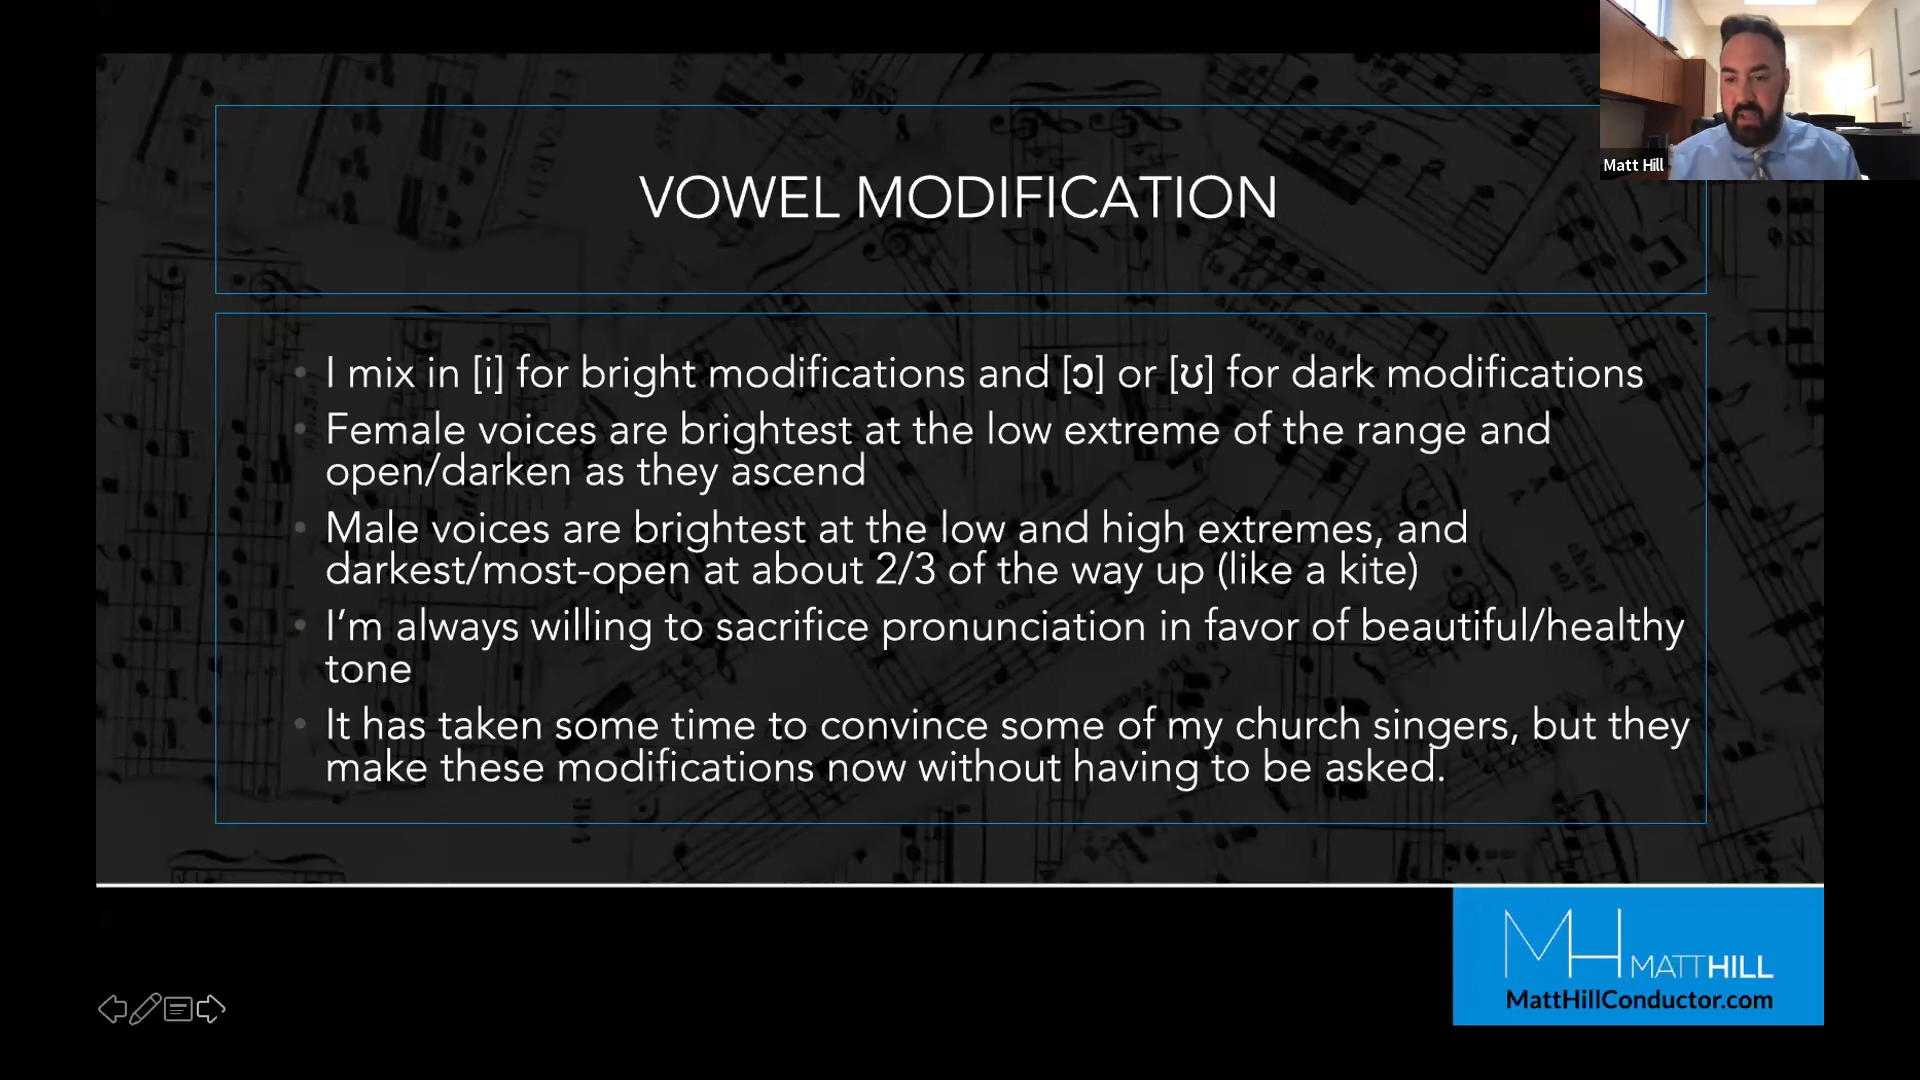 Matt Hill
VOWEL MODIFICATION
I mix in [i] for bright modifications and [ɔ] or [ʊ] for dark modifications
Female voices are brightest at the low extreme of the range and
open/darken as they ascend
Male voices are brightest at the low and high extremes, and
darkest/most-open at about 2/3 of the way up (like a kite)
I’m always willing to sacrifice pronunciation in favor of beautiful/healthy
tone
It has taken some time to convince some of my church singers, but they
make these modifications now without having to be asked.
MH MATTHILL
MattHillConductor.com